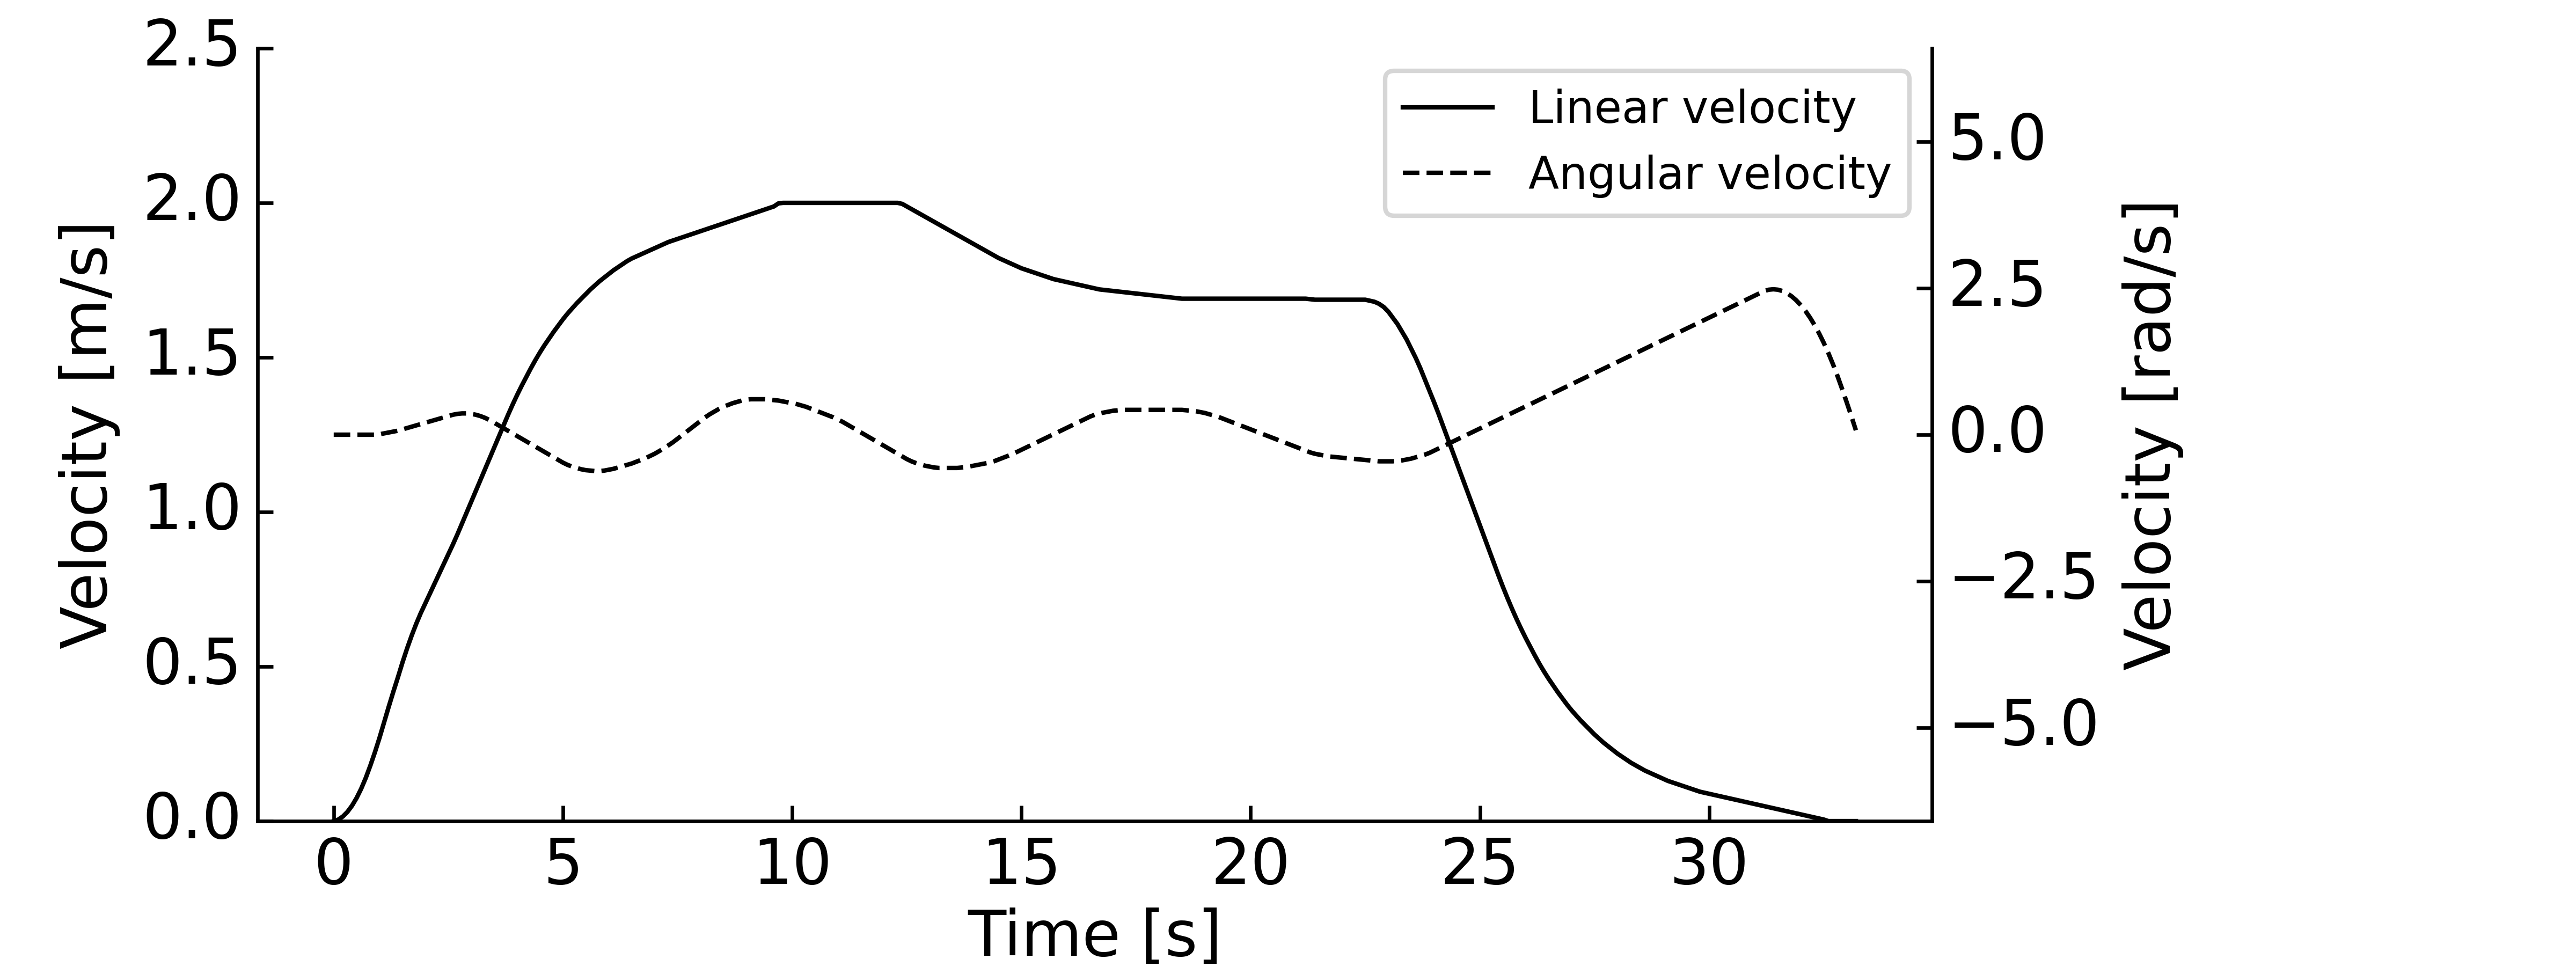 2.5
2.0
1.5
1.0
0.5
0.0
Velocity [m/s]
Linear velocity
Angular velocity
5.0
2.5
0.0
−2.5
−5.0
Velocity [rad/s]
0 5 10 15 20 25 30
Time [s]